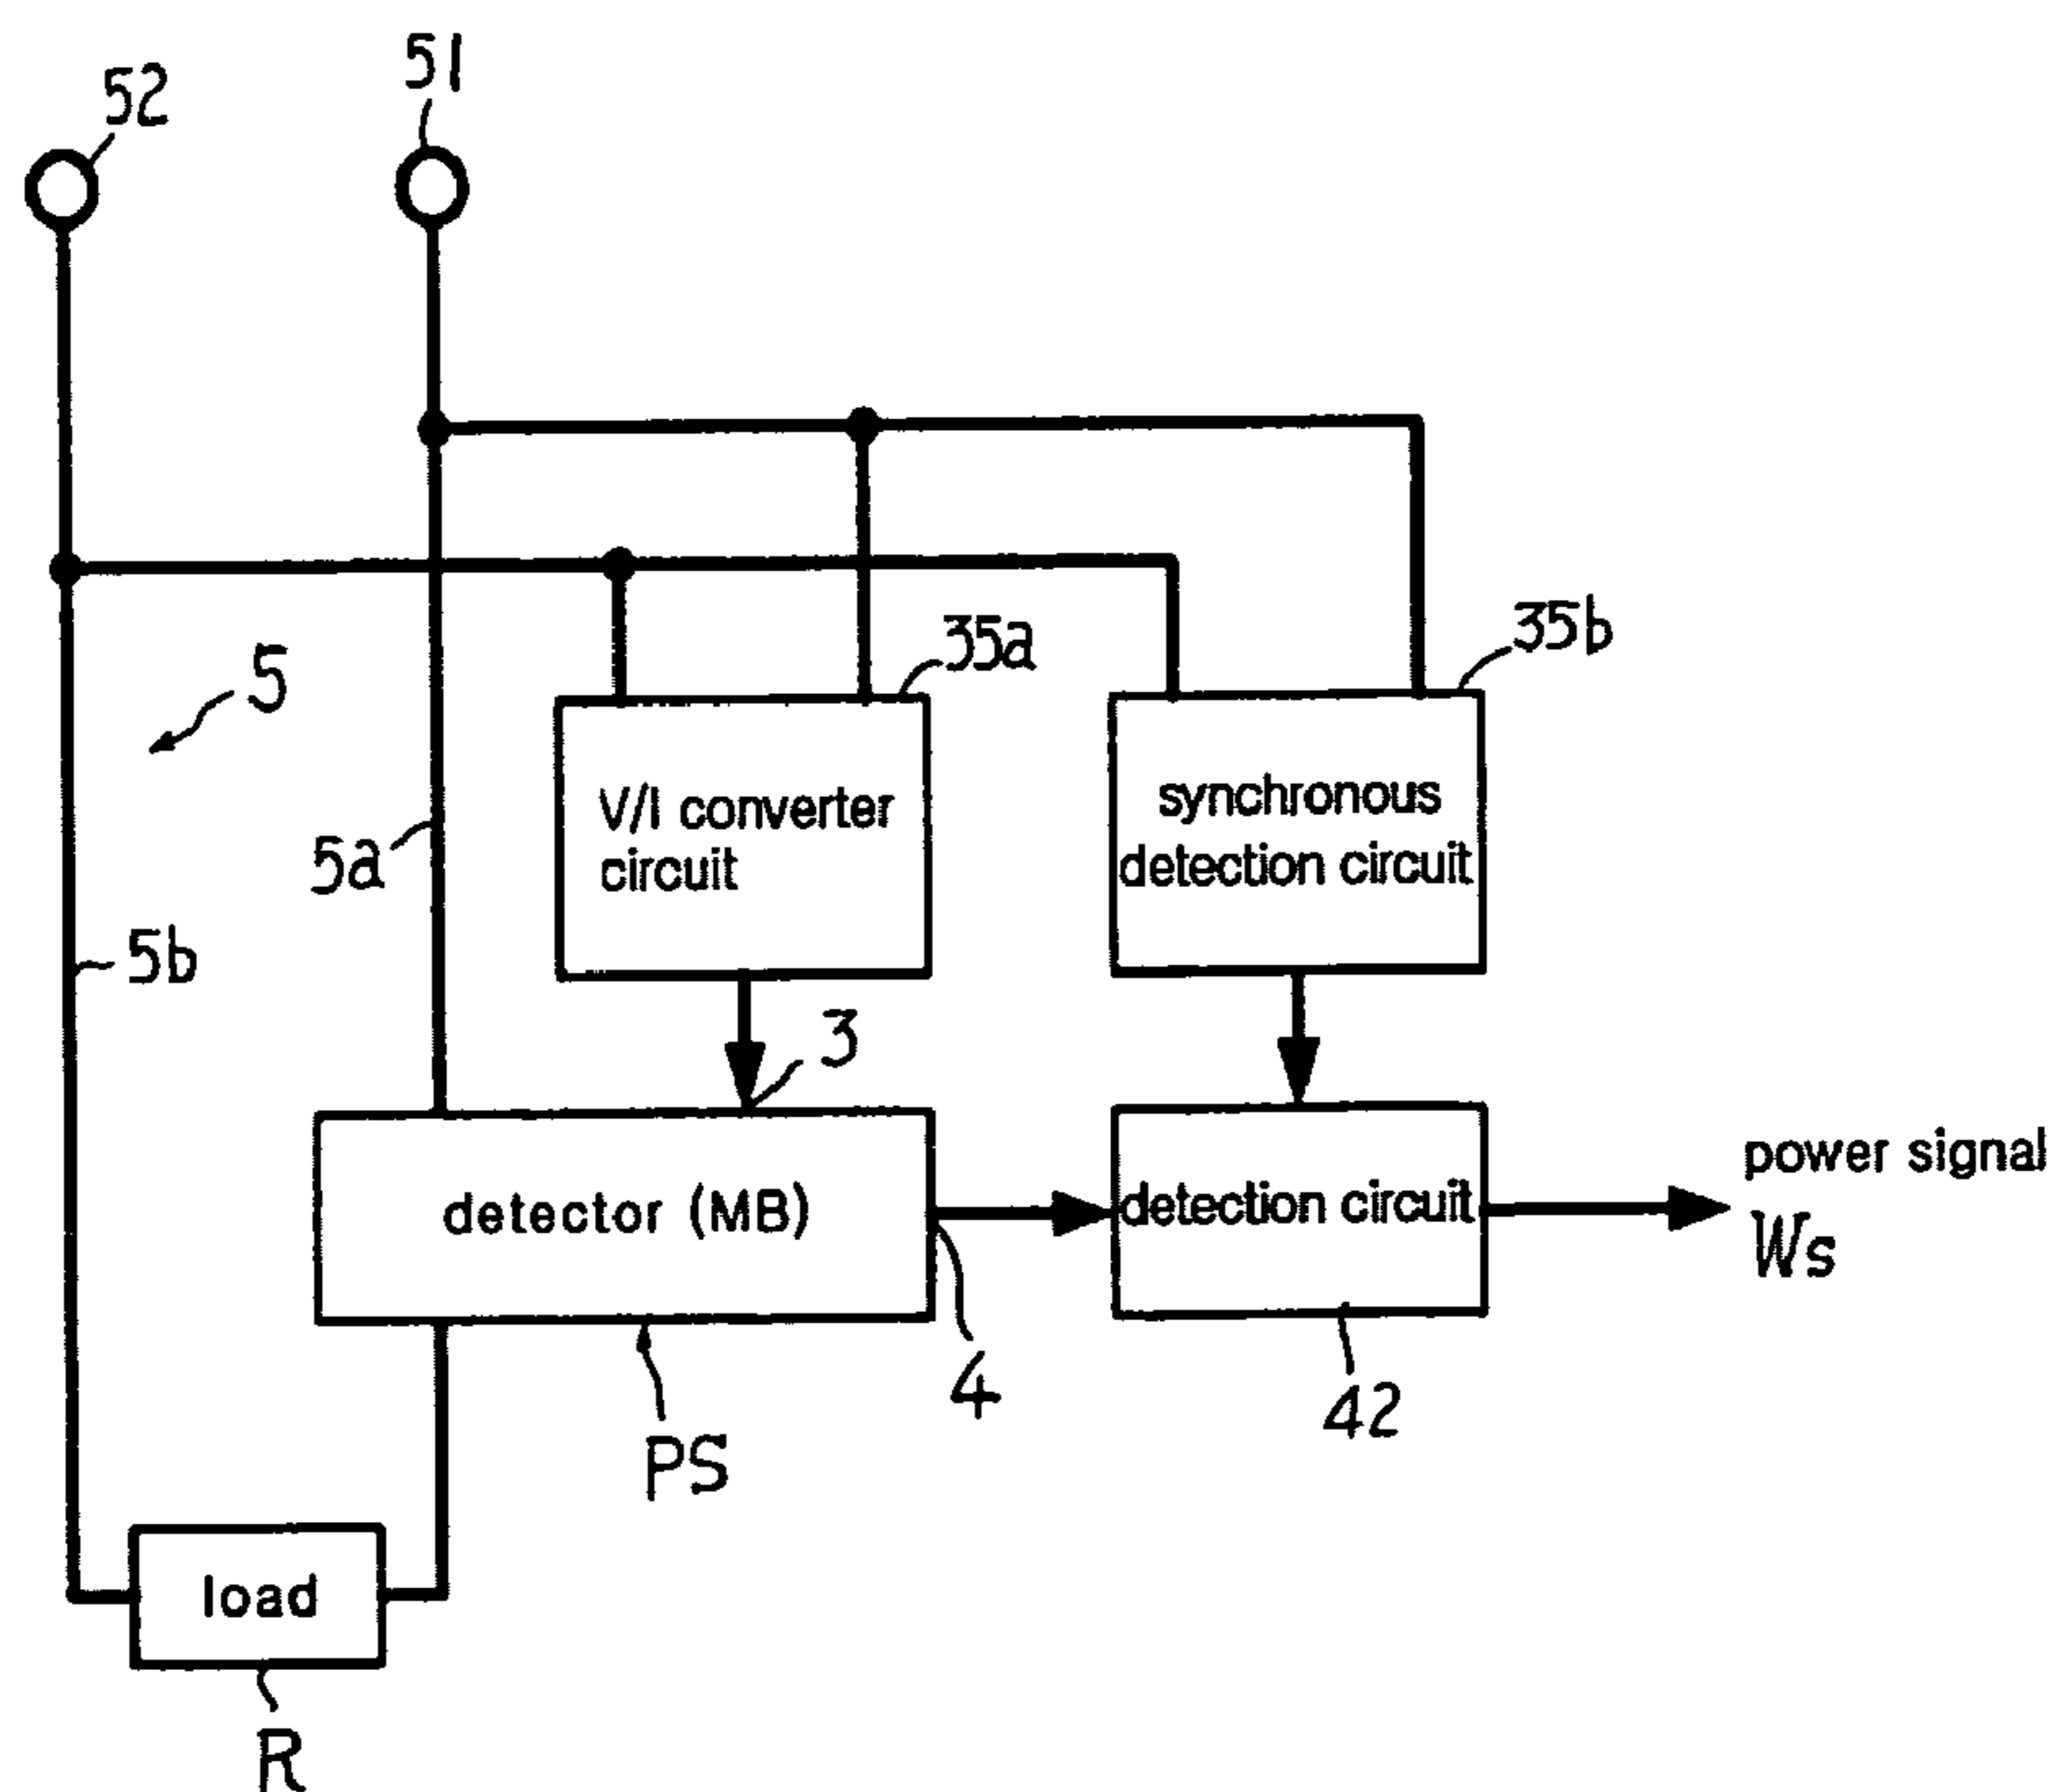 51
52
35a
35b
5
V/I converter
circuit
synchronous
detection circuit
5a
5b
3
power signal
detector (MB)
detection circuit
Ws
4
42
PS
load
R